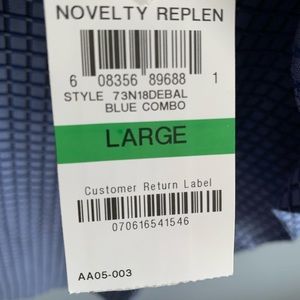 NOVELTY REPLEN
6 08356 89688 1
STYLE 73N18DEBAL
BLUE COMBO
LARGE
Customer Return Label
070616541546
AA05-003